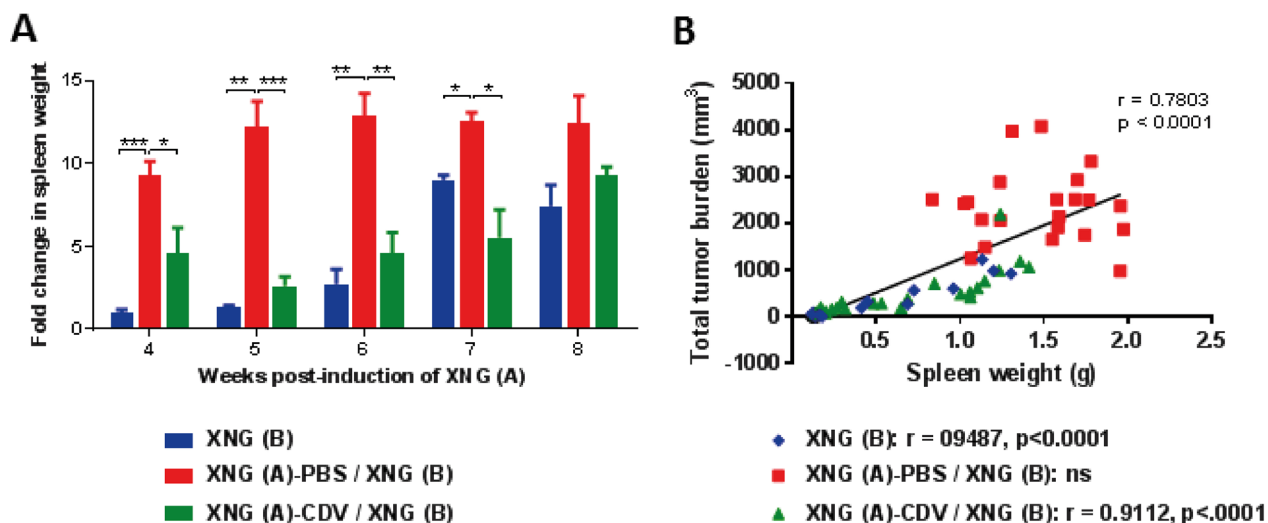 A
Fold change in spleen weight
15
10
5
0
*** *
** ***
** **
* *
4 5 6 7 8
Weeks post-induction of XNG (A)
XNG (B)
XNG (A)-PBS / XNG (B)
XNG (A)-CDV / XNG (B)
B
Total tumor burden (mm³)
5000
4000
3000
2000
1000
0
-1000
r = 0.7803
p < 0.0001
0.5 1.0 1.5 2.0 2.5
Spleen weight (g)
XNG (B): r = 09487, p<0.0001
XNG (A)-PBS / XNG (B): ns
XNG (A)-CDV / XNG (B): r = 0.9112, p<.0001